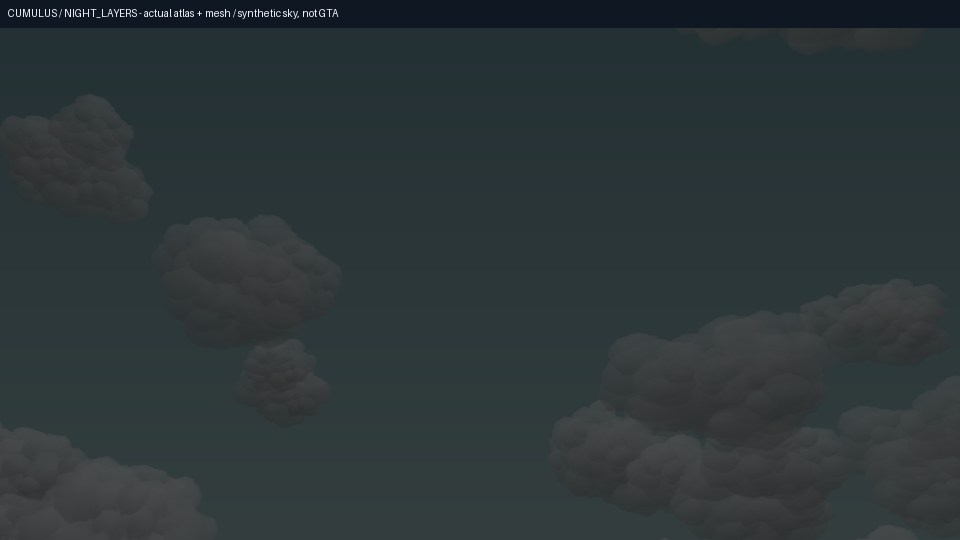 CUMULUS / NIGHT_LAYERS - actual atlas + mesh / synthetic sky, not GTA